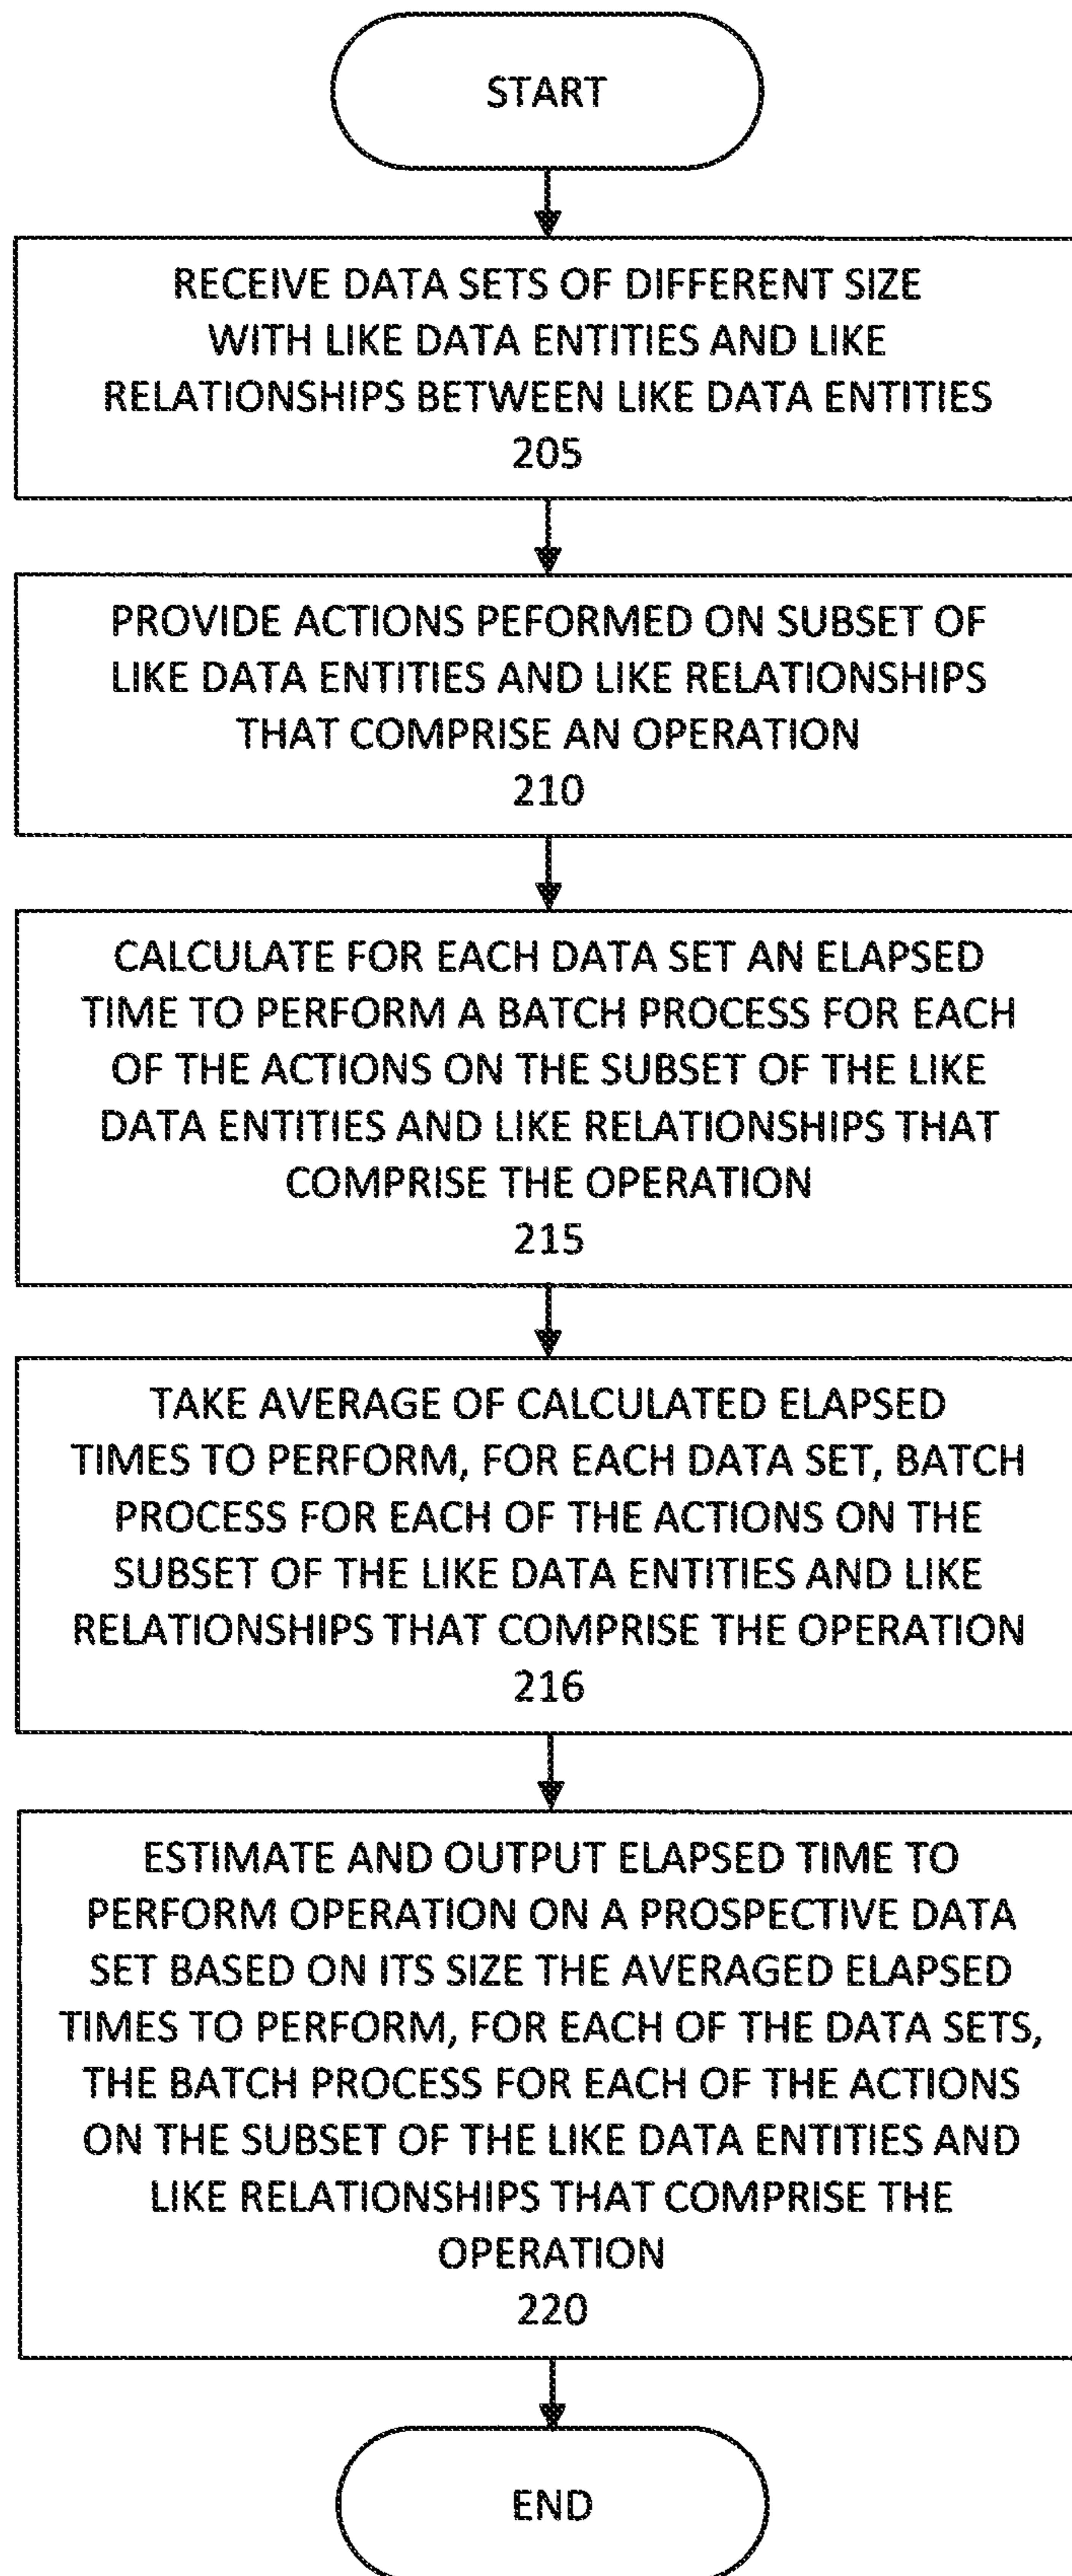 START
RECEIVE DATA SETS OF DIFFERENT SIZE
WITH LIKE DATA ENTITIES AND LIKE
RELATIONSHIPS BETWEEN LIKE DATA ENTITIES
205
PROVIDE ACTIONS PEFORMED ON SUBSET OF
LIKE DATA ENTITIES AND LIKE RELATIONSHIPS
THAT COMPRISE AN OPERATION
210
CALCULATE FOR EACH DATA SET AN ELAPSED
TIME TO PERFORM A BATCH PROCESS FOR EACH
OF THE ACTIONS ON THE SUBSET OF THE LIKE
DATA ENTITIES AND LIKE RELATIONSHIPS THAT
COMPRISE THE OPERATION
215
TAKE AVERAGE OF CALCULATED ELAPSED
TIMES TO PERFORM, FOR EACH DATA SET, BATCH
PROCESS FOR EACH OF THE ACTIONS ON THE
SUBSET OF THE LIKE DATA ENTITIES AND LIKE
RELATIONSHIPS THAT COMPRISE THE OPERATION
216
ESTIMATE AND OUTPUT ELAPSED TIME TO
PERFORM OPERATION ON A PROSPECTIVE DATA
SET BASED ON ITS SIZE THE AVERAGED ELAPSED
TIMES TO PERFORM, FOR EACH OF THE DATA SETS,
THE BATCH PROCESS FOR EACH OF THE ACTIONS
ON THE SUBSET OF THE LIKE DATA ENTITIES AND
LIKE RELATIONSHIPS THAT COMPRISE THE
OPERATION
220
END